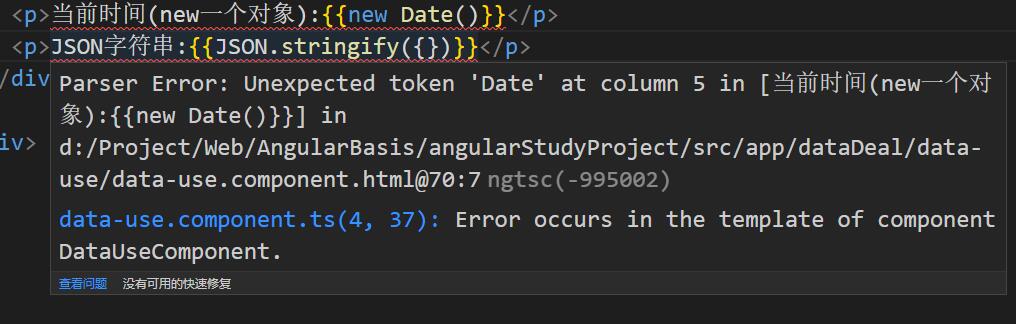 <p>当前时间(new一个对象):{{new Date()}}</p>
<p>JSON字符串:{{JSON.stringify({})}}</p>
/div
Parser Error: Unexpected token 'Date' at column 5 in [当前时间(new一个对
象):{{new Date()}}] in
iv>
d:/Project/Web/AngularBasis/angularStudyProject/src/app/dataDeal/data-
use/data-use.component.html@70:7 ngtsc(-995002)
data-use.component.ts(4, 37): Error occurs in the template of component
DataUseComponent.
查看问题 没有可用的快速修复